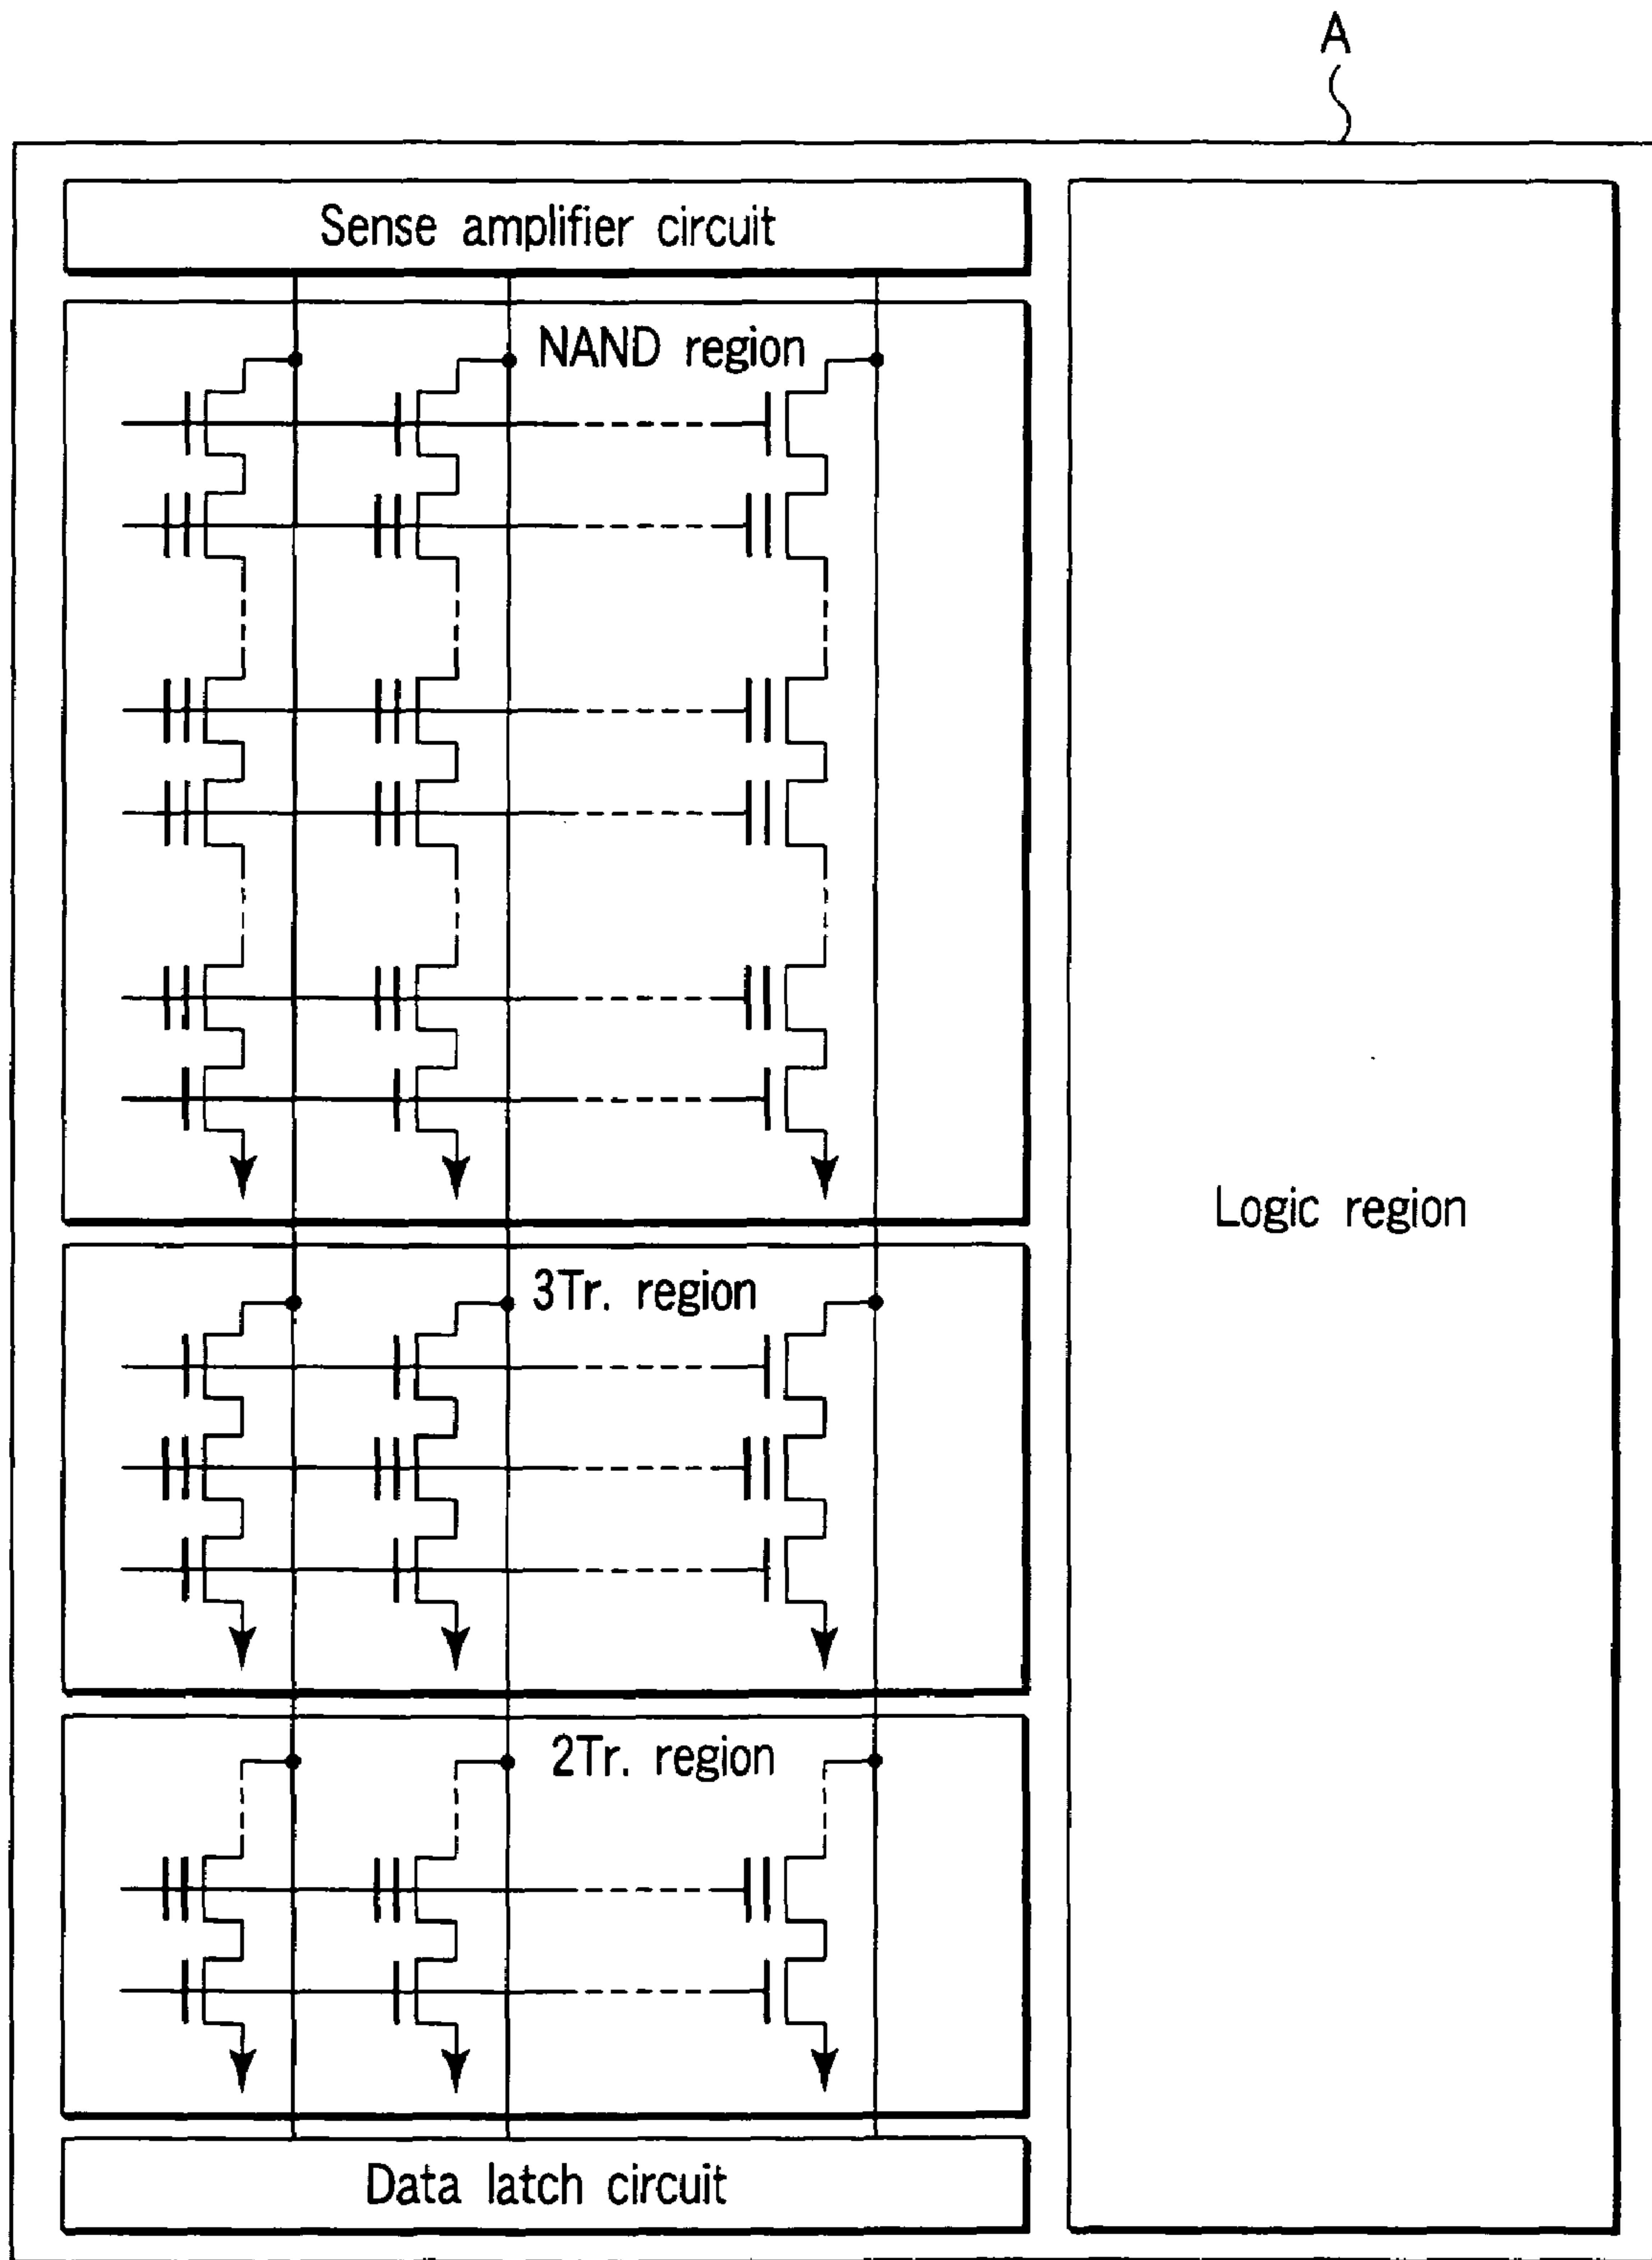 A
Sense amplifier circuit
NAND region
Logic region
3Tr. region
2Tr. region
Data latch circuit